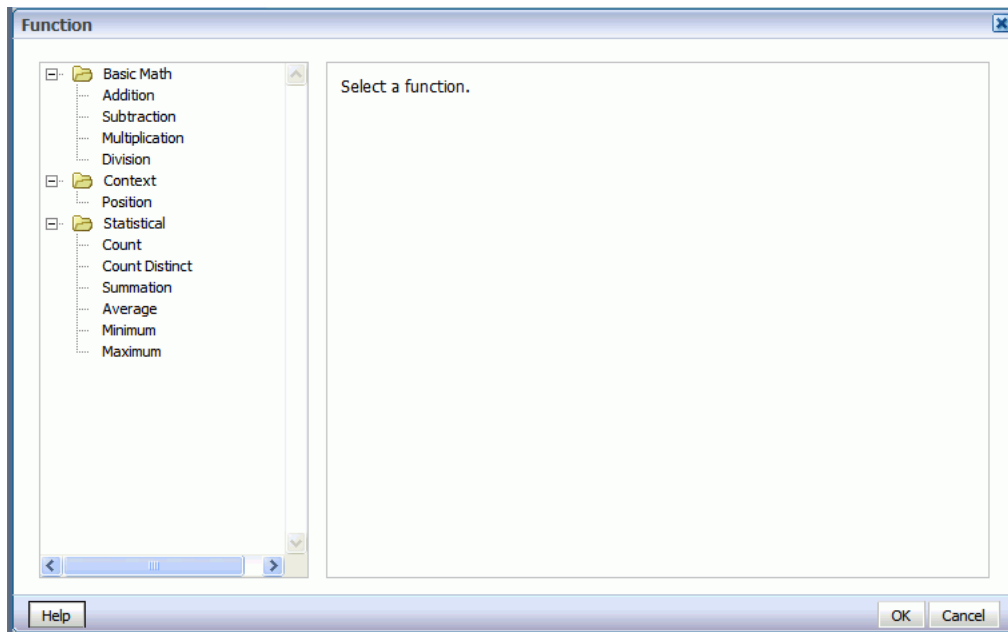 Function
Basic Math
Addition
Subtraction
Multiplication
Division
Context
Position
Statistical
Count
Count Distinct
Summation
Average
Minimum
Maximum
Select a function.
Help
OK
Cancel